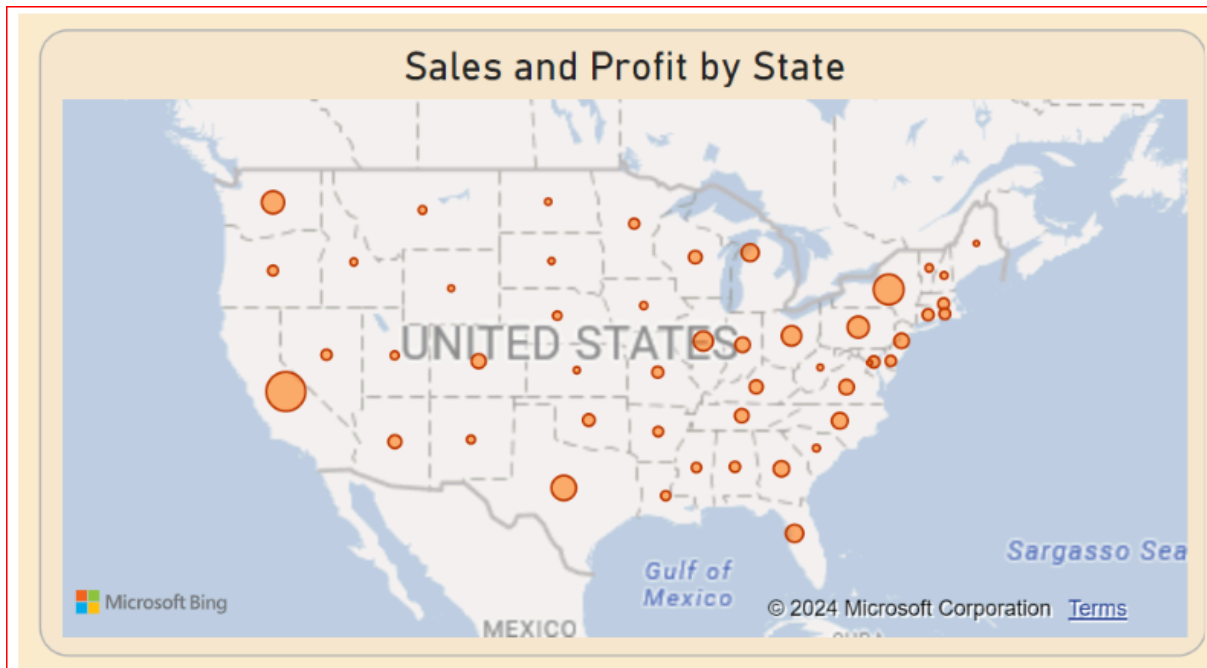 Sales and Profit by State
UNITED STATES
Sargasso Sea
Gulf of
Mexico
Microsoft Bing
© 2024 Microsoft Corporation Terms
MEXICO